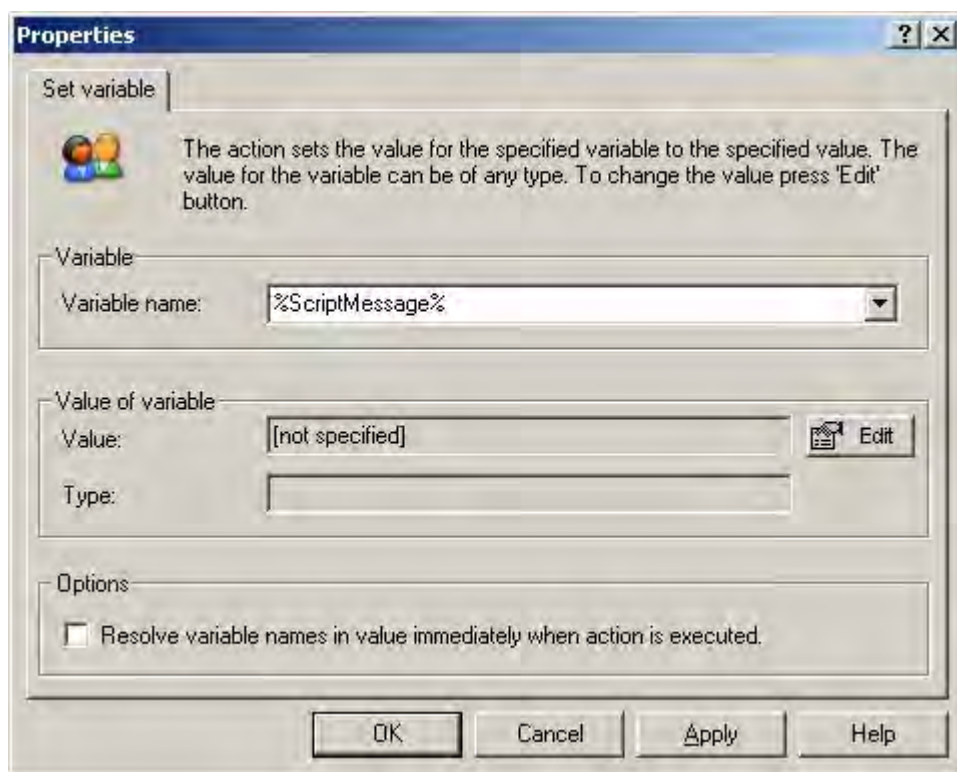 Properties
Set variable
The action sets the value for the specified variable to the specified value. The
value for the variable can be of any type. To change the value press 'Edit'
button.
Variable
Variable name: %ScriptMessage%
Value of variable
Value: [not specified] Edit
Type:
Options
Resolve variable names in value immediately when action is executed.
OK Cancel Apply Help